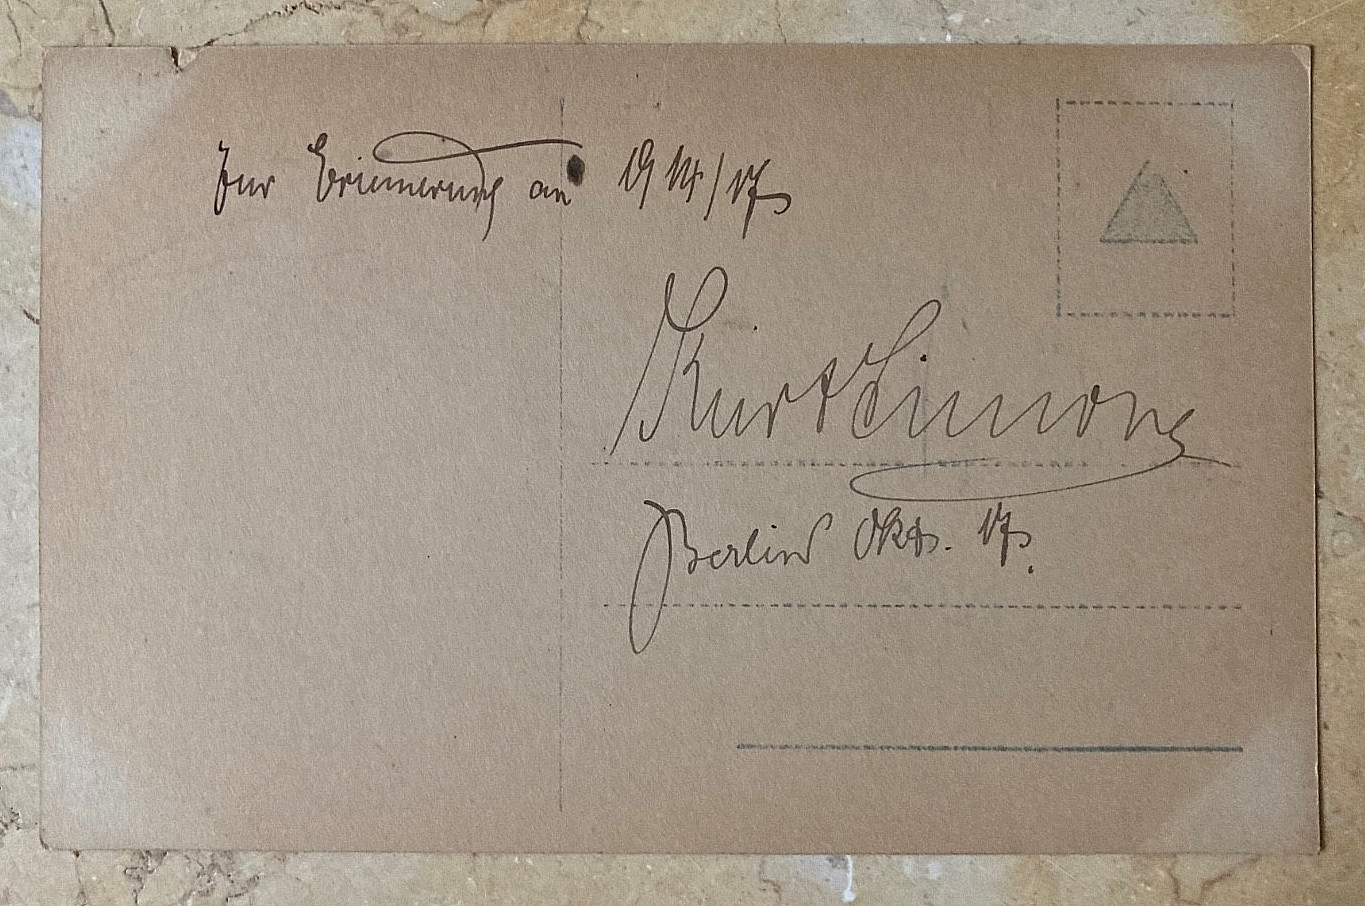 Zur Erinnerung an 1914/17
Kurt Simons
Berlin Okt. 17.